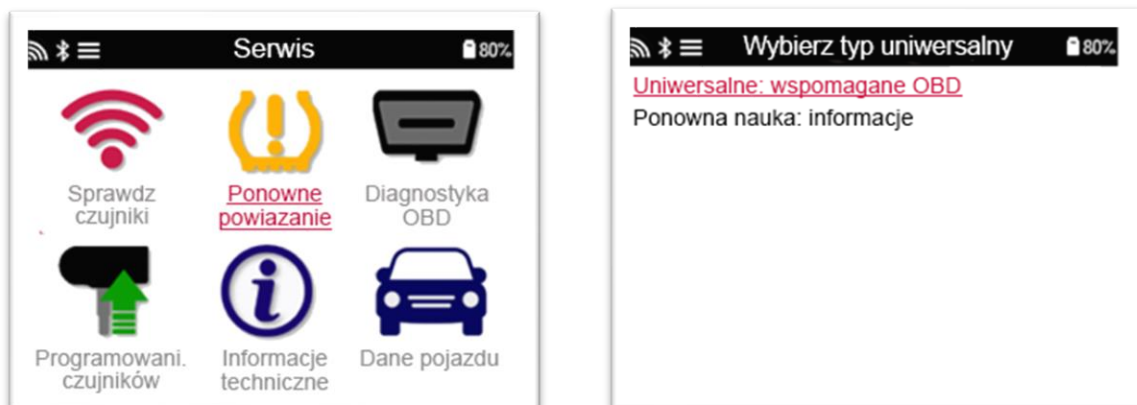 Serwis
80%
Sprawdz
czujniki
Ponowne
powiazanie
Diagnostyka
OBD
Programowani.
czujników
Informacje
techniczne
Dane pojazdu
Wybierz typ uniwersalny
80%
Uniwersalne: wspomagane OBD
Ponowna nauka: informacje